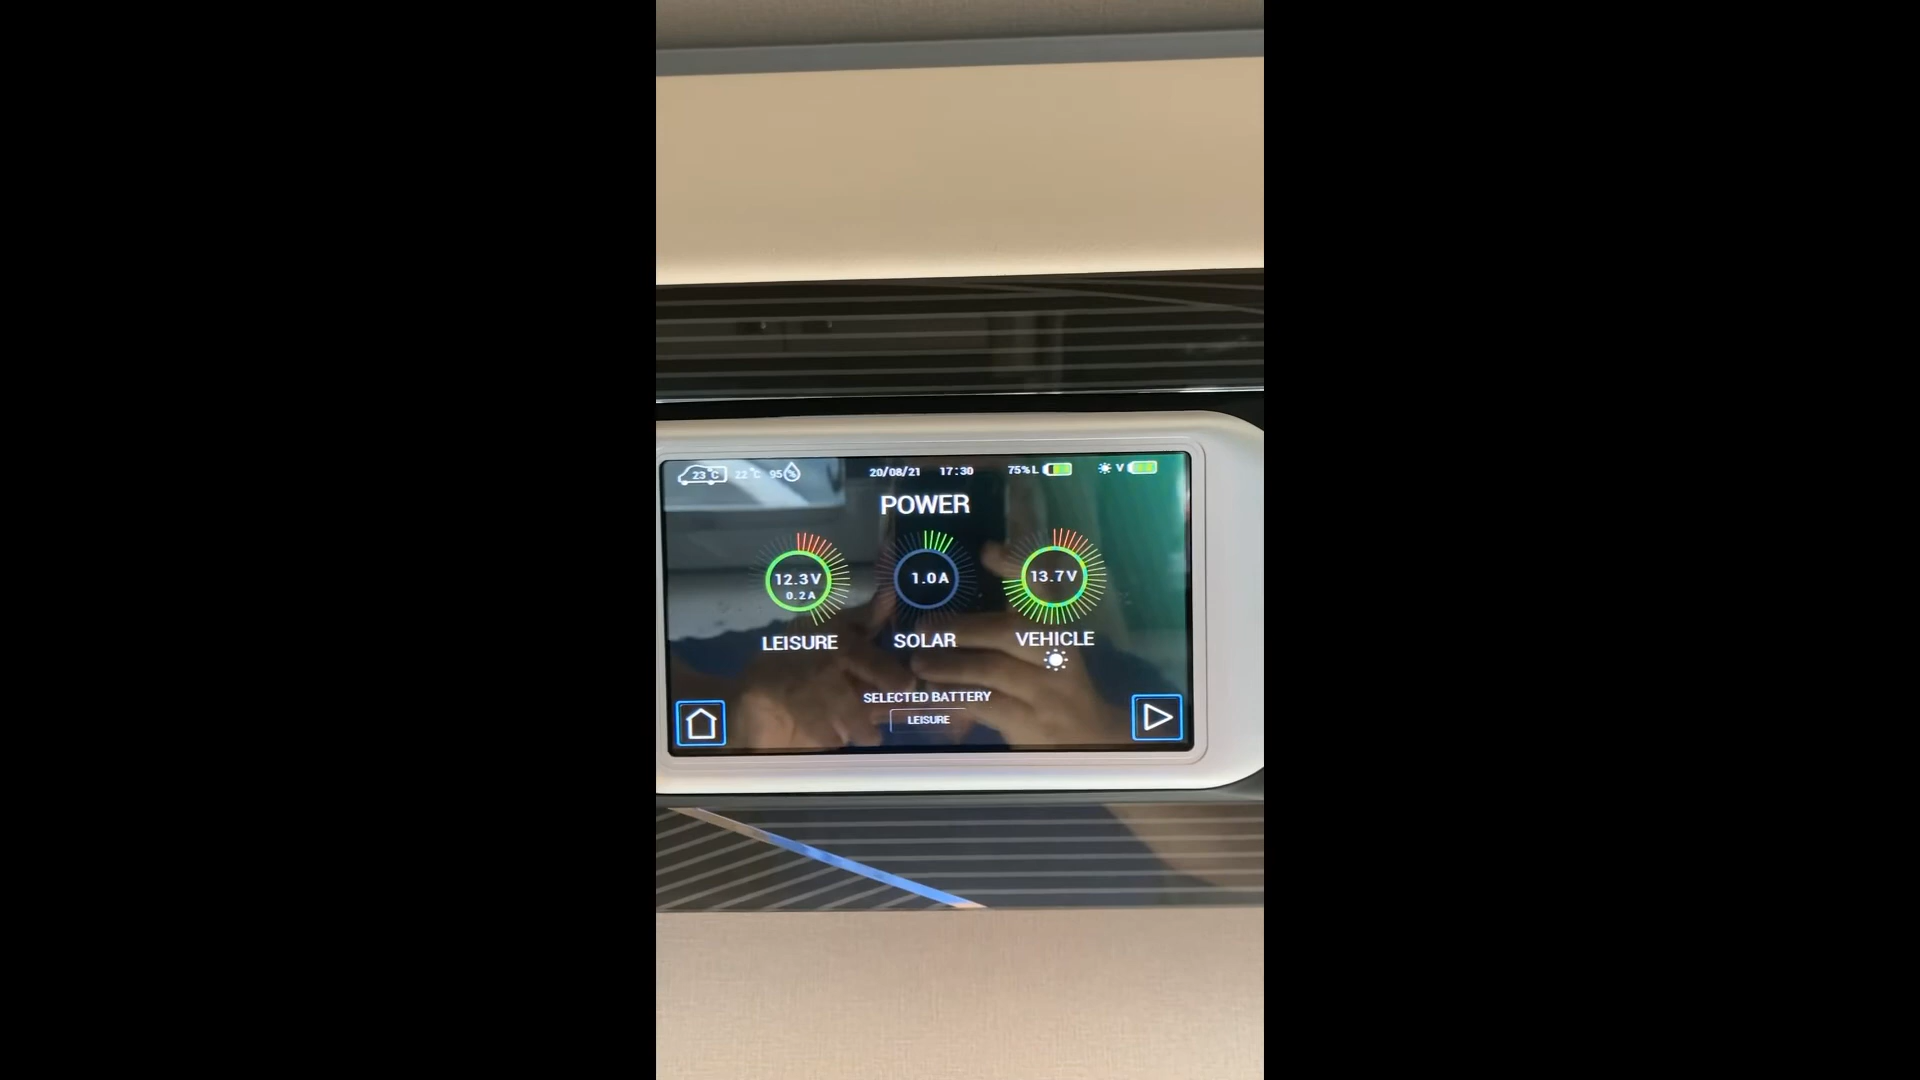 23°C 22°C 95% 20/08/21 17:30 75% L V
POWER
12.3V 1.0A 13.7V
0.2A
LEISURE SOLAR VEHICLE
SELECTED BATTERY
LEISURE